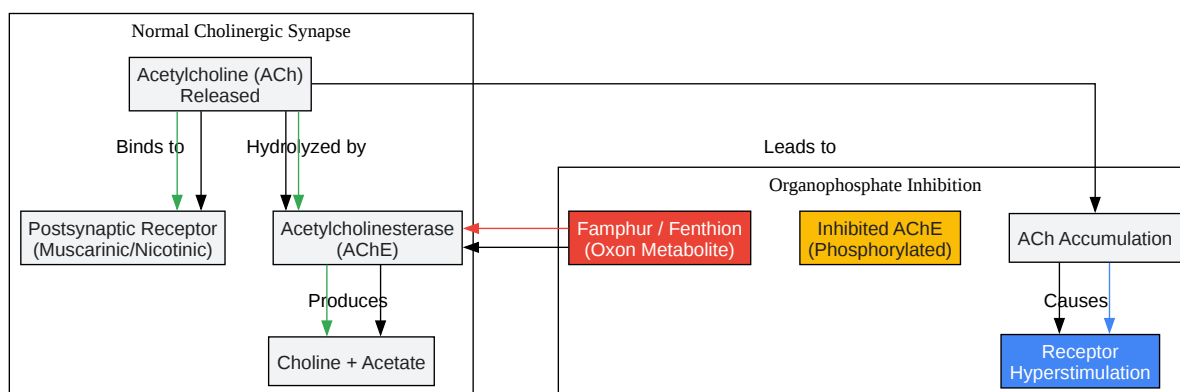 Normal Cholinergic Synapse
Acetylcholine (ACh)
Released
Binds to
Hydrolyzed by
Leads to
Organophosphate Inhibition
Postsynaptic Receptor
(Muscarinic/Nicotinic)
Acetylcholinesterase
(AChE)
Famphur / Fenthion
(Oxon Metabolite)
Inhibited AChE
(Phosphorylated)
ACh Accumulation
Produces
Causes
Choline + Acetate
Receptor
Hyperstimulation